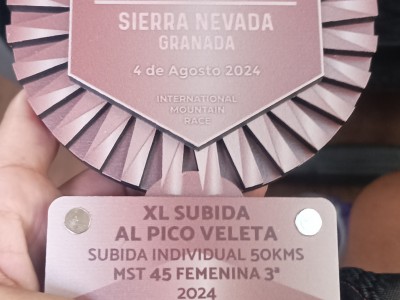 SIERRA NEVADA
GRANADA
4 de Agosto 2024
INTERNATIONAL
MOUNTAIN
RACE
XL SUBIDA
AL PICO VELETA
SUBIDA INDIVIDUAL 50KMS
MST 45 FEMENINA 3ª
2024